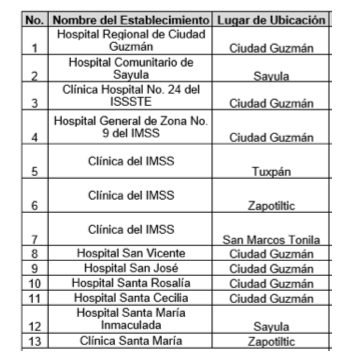 No. Nombre del Establecimiento Lugar de Ubicación
Hospital Regional de Ciudad
1 Guzmán Ciudad Guzmán
Hospital Comunitario de
2 Sayula Sayula
Clínica Hospital No. 24 del
3 ISSSTE Ciudad Guzmán
Hospital General de Zona No.
4 9 del IMSS Ciudad Guzmán
Clínica del IMSS
5 Tuxpán
Clínica del IMSS
6 Zapotiltic
Clínica del IMSS
7 San Marcos Tonila
8 Hospital San Vicente Ciudad Guzmán
9 Hospital San José Ciudad Guzmán
10 Hospital Santa Rosalía Ciudad Guzmán
11 Hospital Santa Cecilia Ciudad Guzmán
Hospital Santa María
12 Inmaculada Sayula
13 Clínica Santa María Zapotiltic